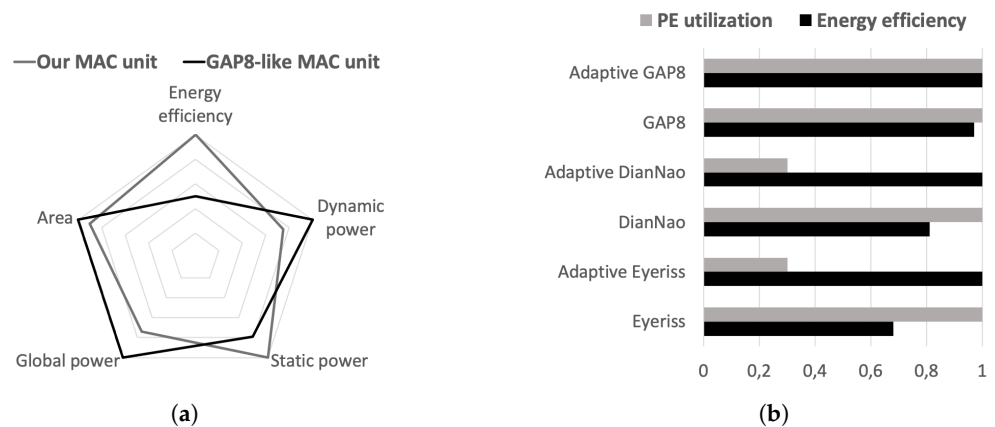 Our MAC unit
GAP8-like MAC unit
Energy
efficiency
Dynamic
power
Static power
Global power
Area
(a)
PE utilization
Energy efficiency
Adaptive GAP8
GAP8
Adaptive DianNao
DianNao
Adaptive Eyeriss
Eyeriss
0 0,2 0,4 0,6 0,8 1
(b)